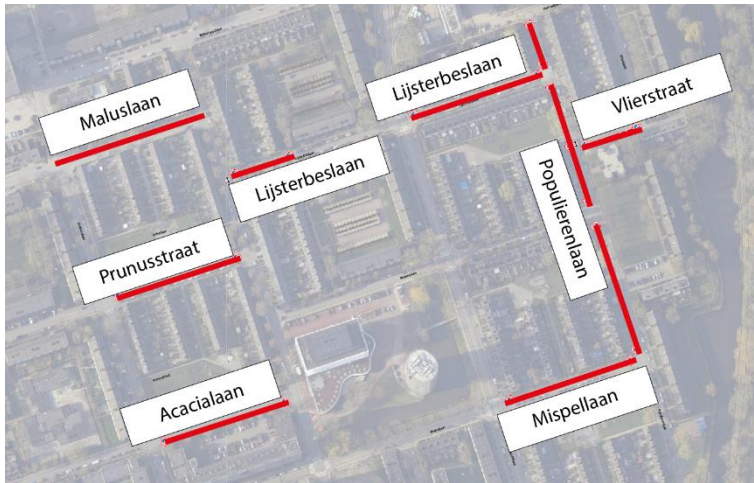 Lijsterbeslaan
Maluslaan
Vlierstraat
Lijsterbeslaan
Populierenlaan
Prunusstraat
Acacialaan
Mispellaan